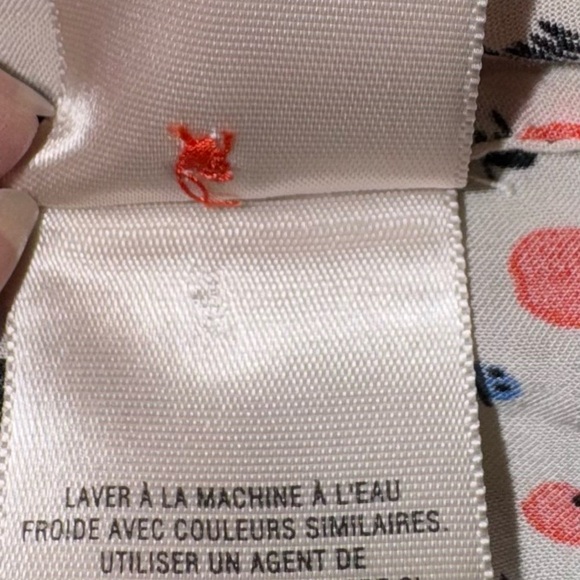 LAVER À LA MACHINE À L'EAU
FROIDE AVEC COULEURS SIMILAIRES.
UTILISER UN AGENT DE